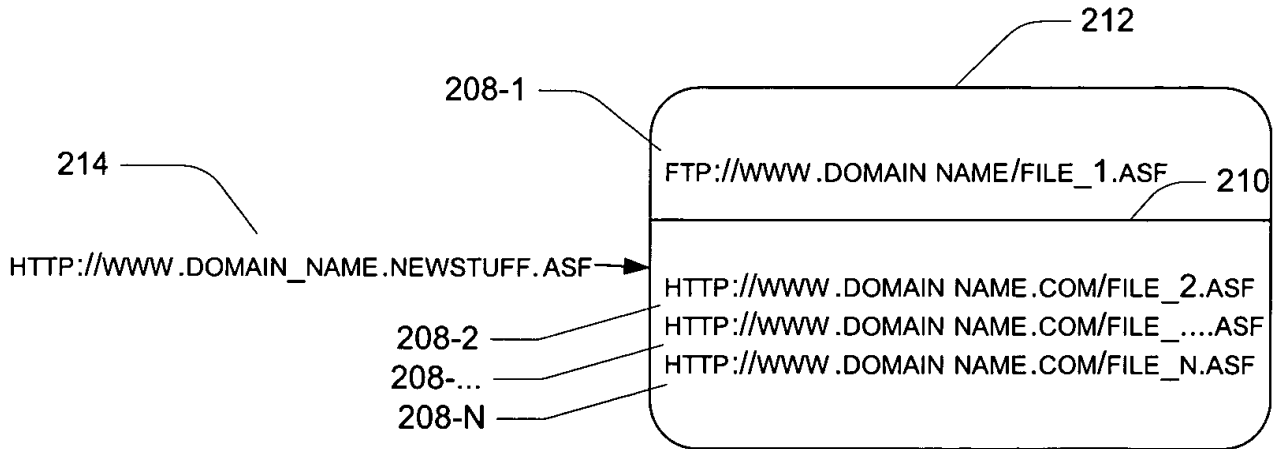 212
208-1
214
FTP://WWW.DOMAIN NAME/FILE_1.ASF
210
HTTP://WWW.DOMAIN_NAME.NEWSTUFF.ASF
HTTP://WWW.DOMAIN NAME.COM/FILE_2.ASF
208-2
HTTP://WWW.DOMAIN NAME.COM/FILE_....ASF
208-...
HTTP://WWW.DOMAIN NAME.COM/FILE_N.ASF
208-N